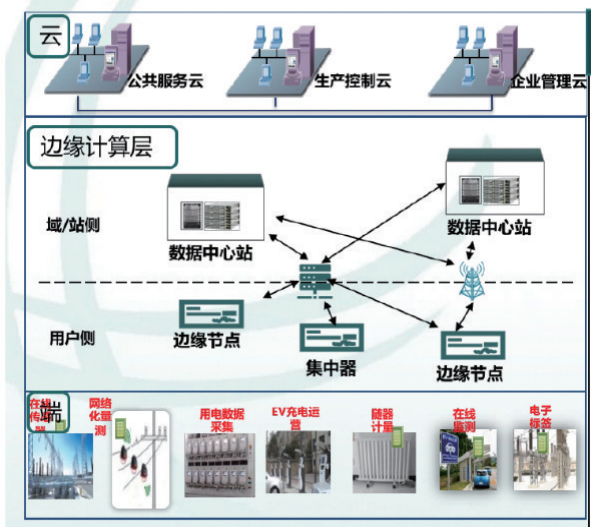 云
公共服务云
生产控制云
企业管理云
边缘计算层
域/站侧
数据中心站
数据中心站
用户侧
边缘节点
集中器
边缘节点
端
在线
传
器
网络
化量
测
用电数据
采集
EV充电运
营
随器
计量
在线
监测
电子
标签